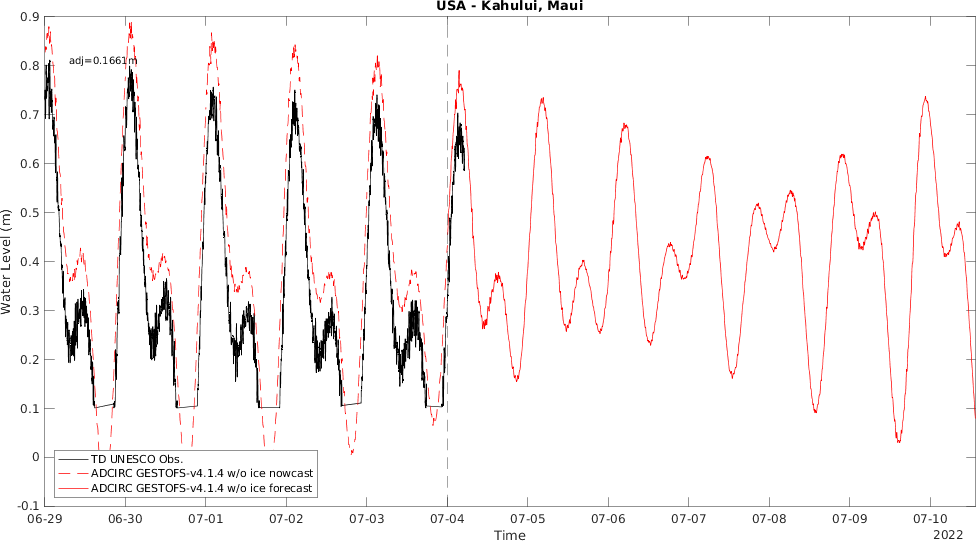 USA - Kahului, Maui
0.9
0.8
0.7
0.6
0.5
0.4
0.3
0.2
0.1
0
-0.1
Water Level (m)
adj=0.1661m
TD UNESCO Obs.
ADCIRC GESTOFS-v4.1.4 w/o ice nowcast
ADCIRC GESTOFS-v4.1.4 w/o ice forecast
06-29 06-30 07-01 07-02 07-03 07-04 07-05 07-06 07-07 07-08 07-09 07-10
Time
2022